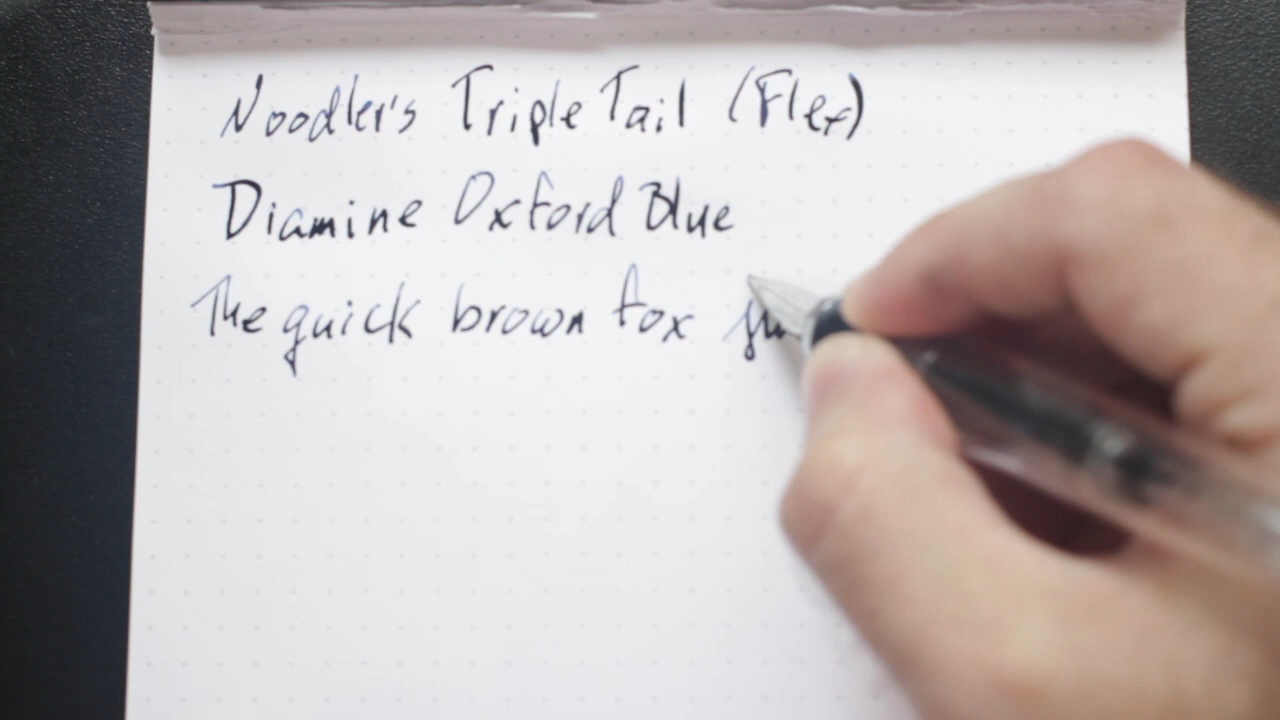 Noodler's Triple Tail (Flex)
Diamine Oxford Blue
The quick brown fox